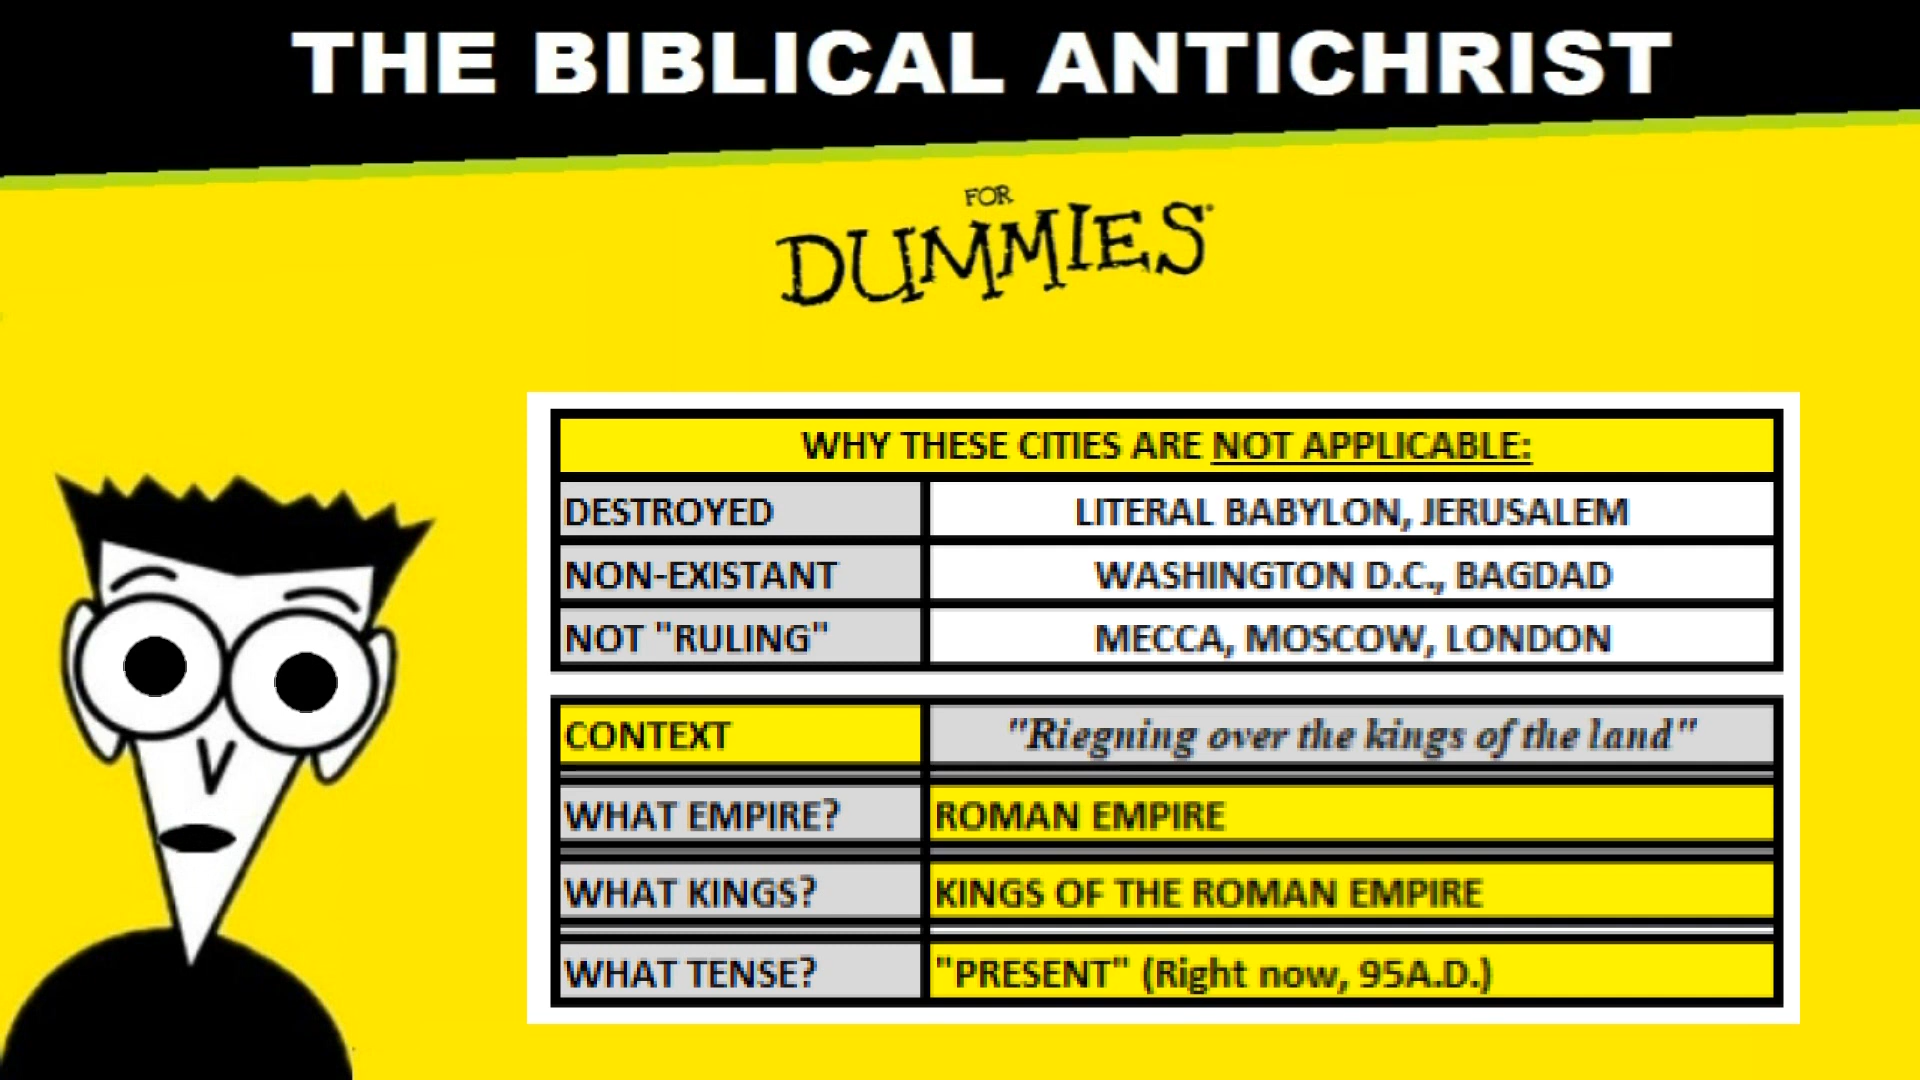 THE BIBLICAL ANTICHRIST
FOR
DUMMIES
WHY THESE CITIES ARE NOT APPLICABLE:
DESTROYED LITERAL BABYLON, JERUSALEM
NON-EXISTANT WASHINGTON D.C., BAGDAD
NOT "RULING" MECCA, MOSCOW, LONDON
CONTEXT "Riegning over the kings of the land"
WHAT EMPIRE? ROMAN EMPIRE
WHAT KINGS? KINGS OF THE ROMAN EMPIRE
WHAT TENSE? "PRESENT" (Right now, 95A.D.)